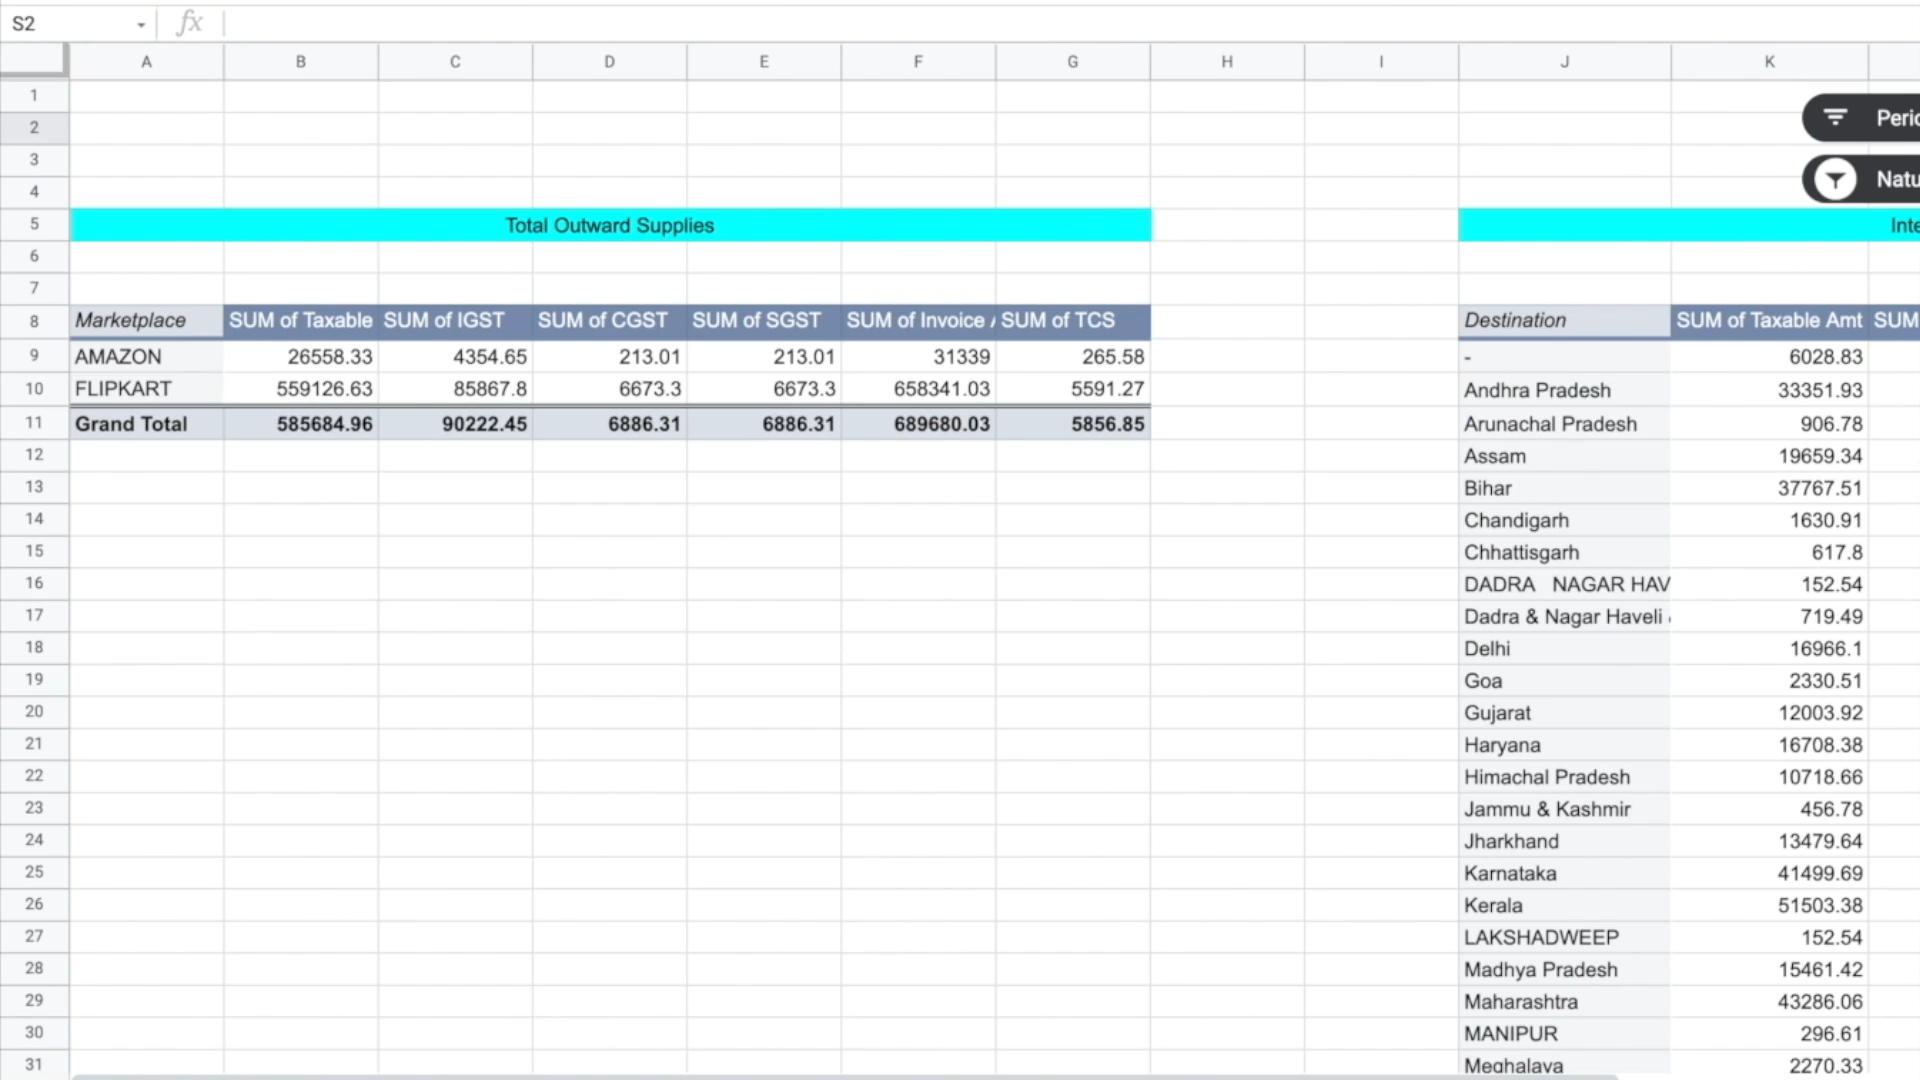 S2
fx
A B C D E F G H I J K
1
2
3
4
5 Total Outward Supplies
6
7
8 Marketplace SUM of Taxable SUM of IGST SUM of CGST SUM of SGST SUM of Invoice SUM of TCS Destination SUM of Taxable Amt SUM
9 AMAZON 26558.33 4354.65 213.01 213.01 31339 265.58 - 6028.83
10 FLIPKART 559126.63 85867.8 6673.3 6673.3 658341.03 5591.27 Andhra Pradesh 33351.93
11 Grand Total 585684.96 90222.45 6886.31 6886.31 689680.03 5856.85 Arunachal Pradesh 906.78
12 Assam 19659.34
13 Bihar 37767.51
14 Chandigarh 1630.91
15 Chhattisgarh 617.8
16 DADRA NAGAR HAV 152.54
17 Dadra & Nagar Haveli 719.49
18 Delhi 16966.1
19 Goa 2330.51
20 Gujarat 12003.92
21 Haryana 16708.38
22 Himachal Pradesh 10718.66
23 Jammu & Kashmir 456.78
24 Jharkhand 13479.64
25 Karnataka 41499.69
26 Kerala 51503.38
27 LAKSHADWEEP 152.54
28 Madhya Pradesh 15461.42
29 Maharashtra 43286.06
30 MANIPUR 296.61
31 Meghalaya 2270.33